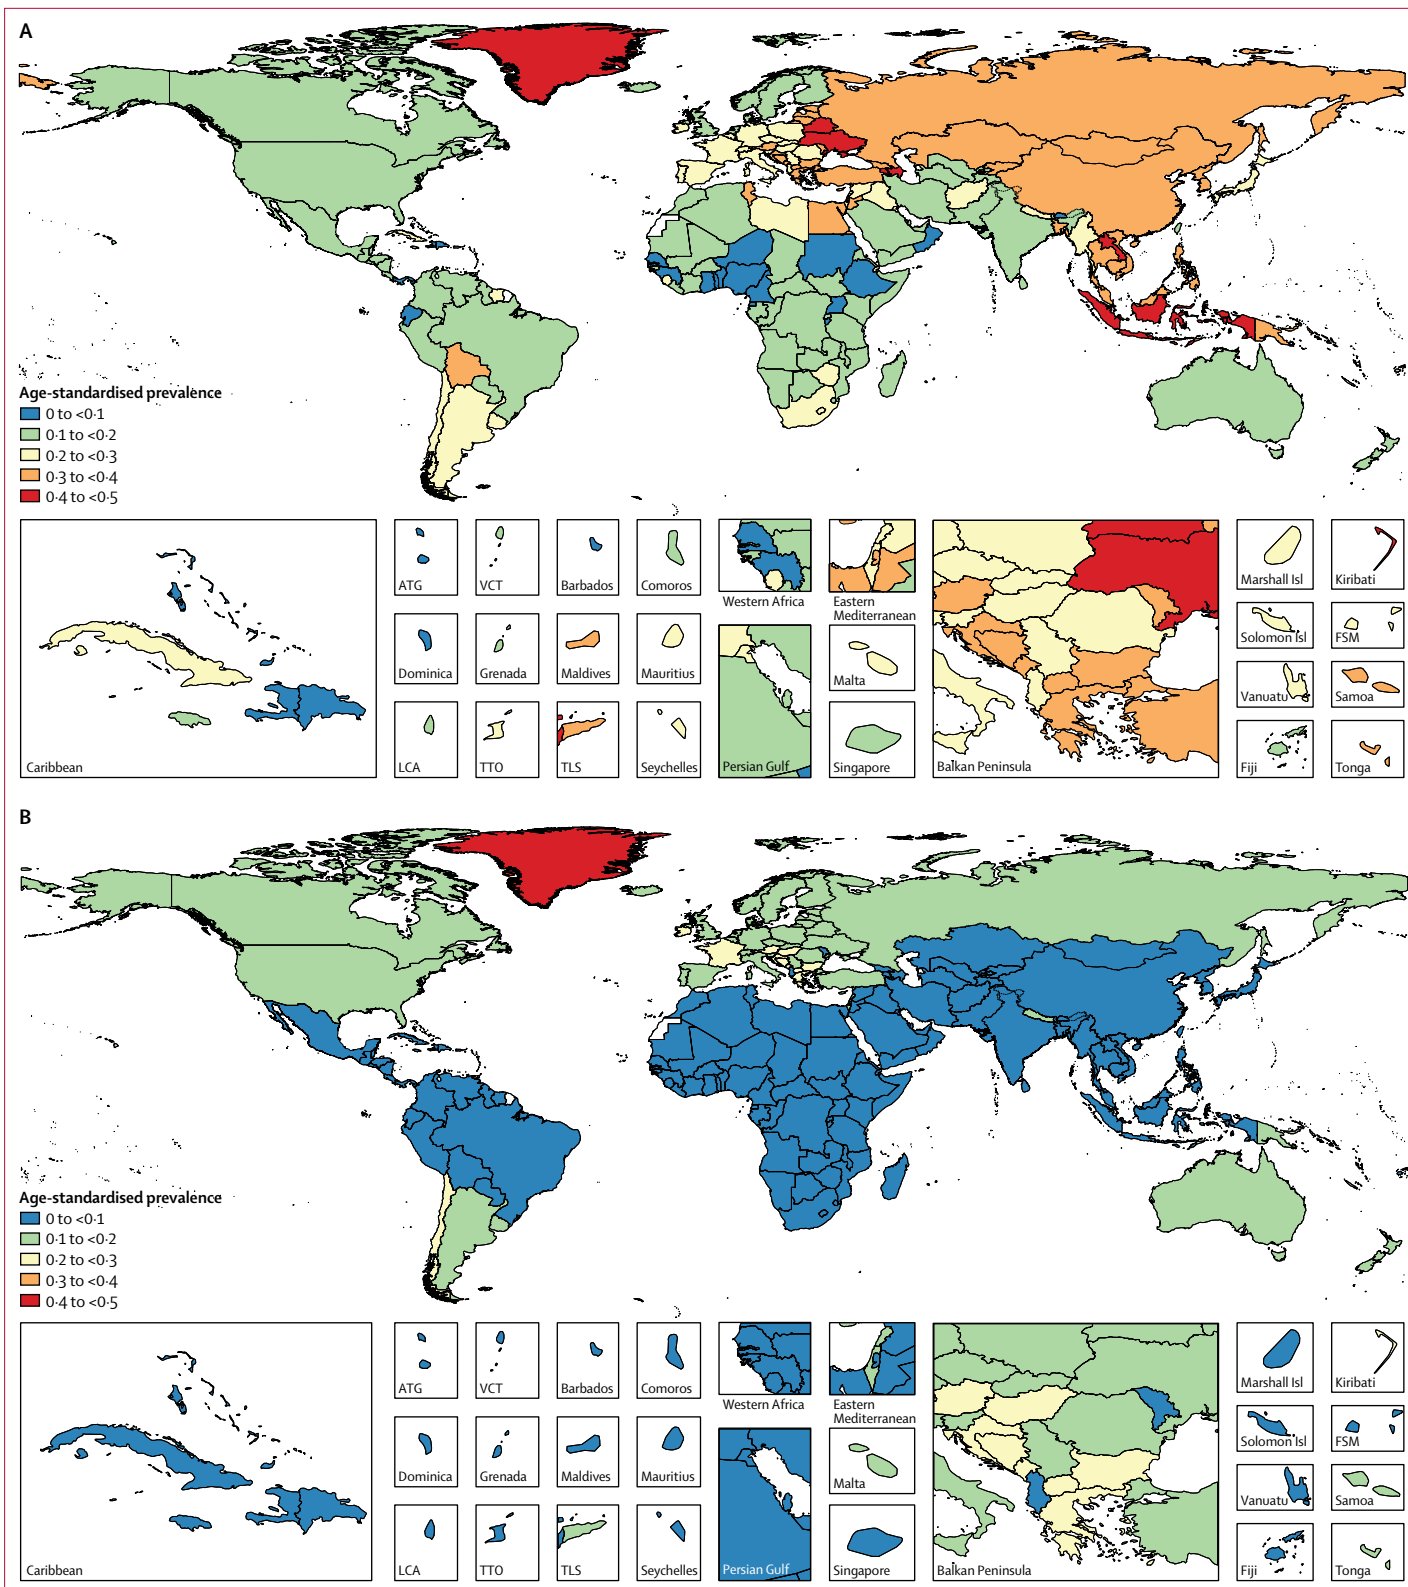 A
Age-standardised prevalence
0 to <0·1
0·1 to <0·2
0·2 to <0·3
0·3 to <0·4
0·4 to <0·5
Caribbean
ATG
VCT
Barbados
Comoros
Western Africa
Eastern
Mediterranean
Dominica
Grenada
Maldives
Mauritius
Malta
LCA
TTO
TLS
Seychelles
Persian Gulf
Singapore
Balkan Peninsula
Marshall Isl
Kiribati
Solomon Isl
FSM
Vanuatu
Samoa
Fiji
Tonga
B
Age-standardised prevalence
0 to <0·1
0·1 to <0·2
0·2 to <0·3
0·3 to <0·4
0·4 to <0·5
Caribbean
ATG
VCT
Barbados
Comoros
Western Africa
Eastern
Mediterranean
Dominica
Grenada
Maldives
Mauritius
Malta
LCA
TTO
TLS
Seychelles
Persian Gulf
Singapore
Balkan Peninsula
Marshall Isl
Kiribati
Solomon Isl
FSM
Vanuatu
Samoa
Fiji
Tonga